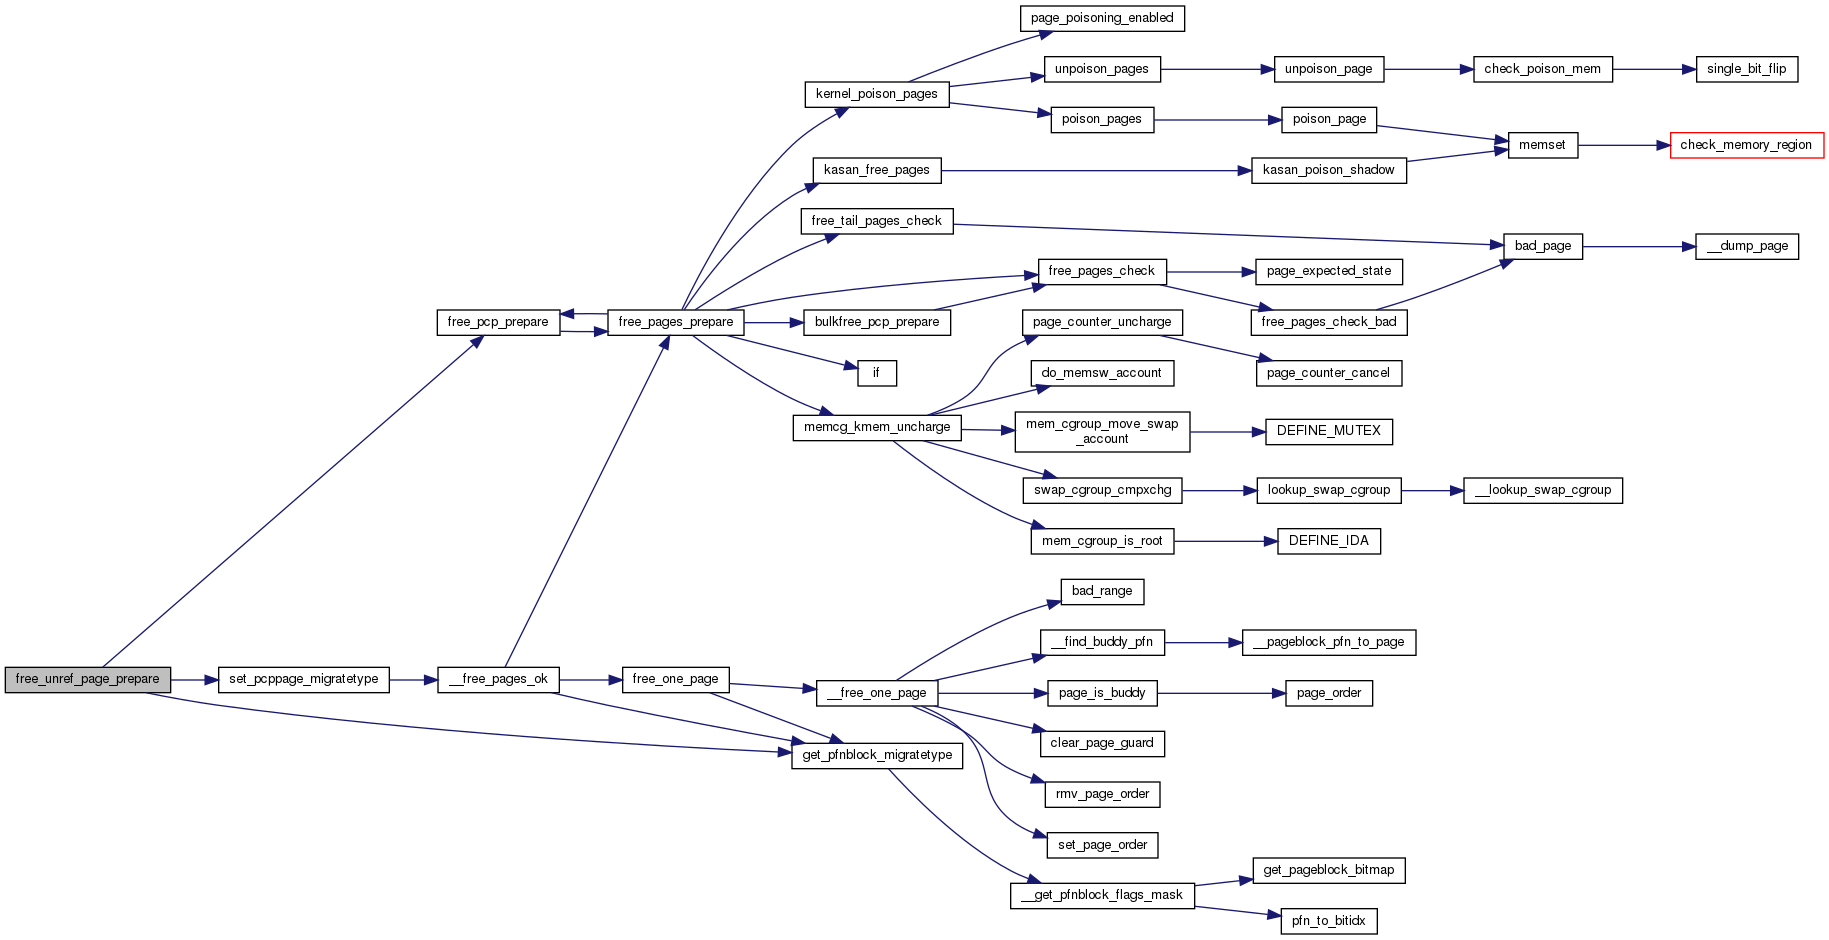 page_poisoning_enabled
unpoison_pages
unpoison_page
check_poison_mem
single_bit_flip
kernel_poison_pages
poison_pages
poison_page
memset
check_memory_region
kasan_free_pages
kasan_poison_shadow
free_tail_pages_check
bad_page
__dump_page
free_pages_check
page_expected_state
free_pcp_prepare
free_pages_prepare
bulkfree_pcp_prepare
page_counter_uncharge
free_pages_check_bad
if
do_memsw_account
page_counter_cancel
memcg_kmem_uncharge
mem_cgroup_move_swap
_account
DEFINE_MUTEX
swap_cgroup_cmpxchg
lookup_swap_cgroup
__lookup_swap_cgroup
mem_cgroup_is_root
DEFINE_IDA
bad_range
__find_buddy_pfn
__pageblock_pfn_to_page
free_unref_page_prepare
set_pcppage_migratetype
__free_pages_ok
free_one_page
__free_one_page
page_is_buddy
page_order
clear_page_guard
get_pfnblock_migratetype
rmv_page_order
set_page_order
get_pageblock_bitmap
__get_pfnblock_flags_mask
pfn_to_bitidx